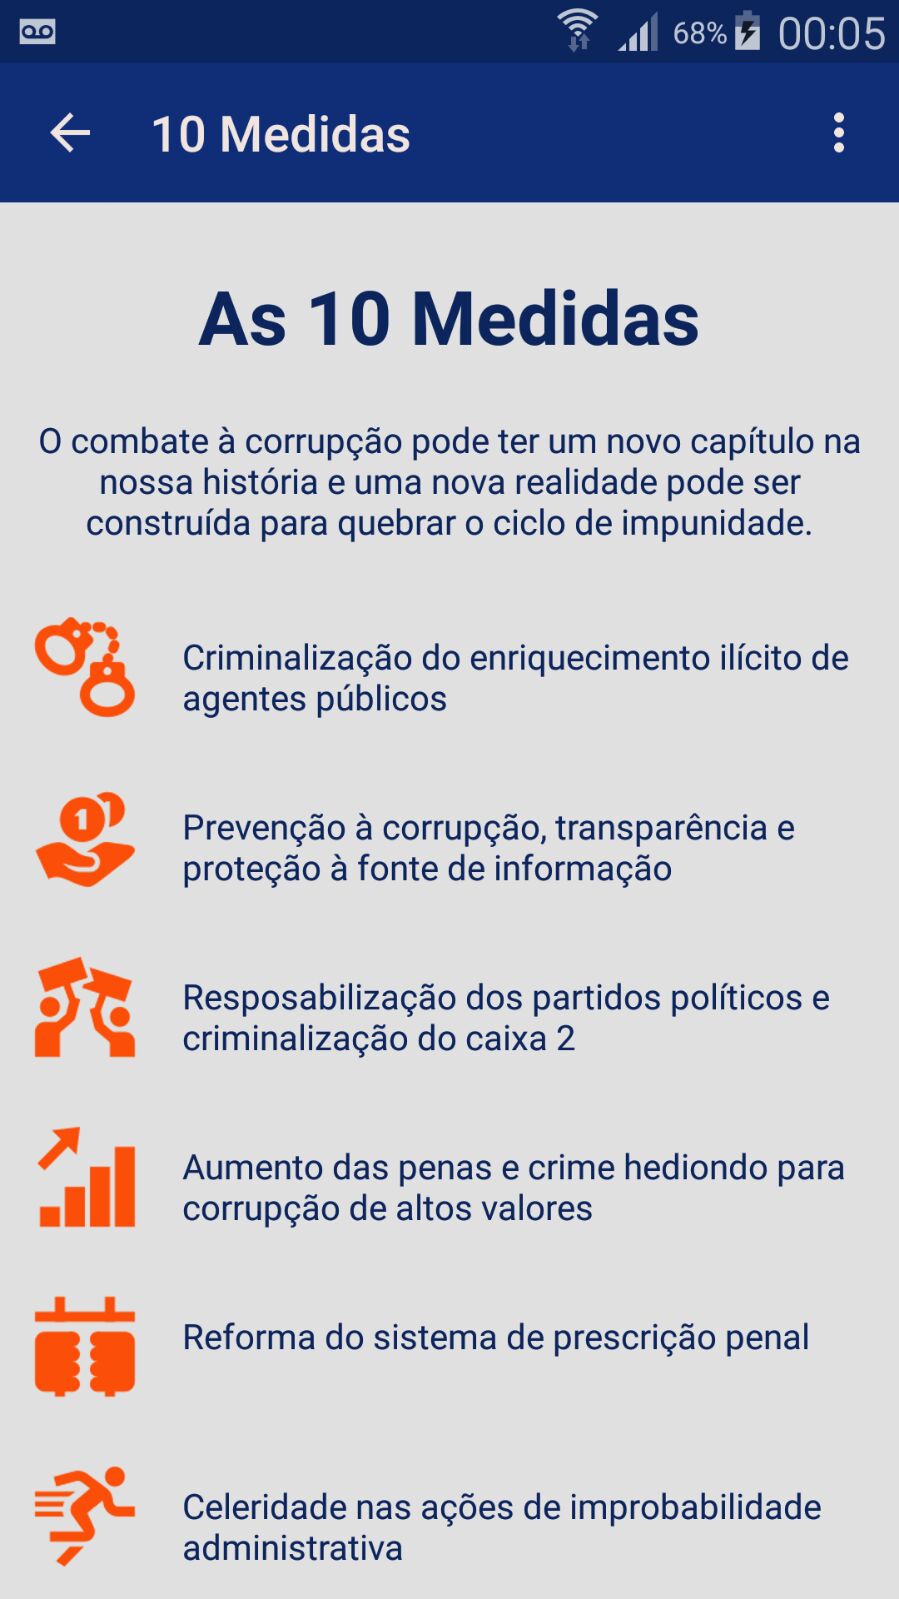 68% 00:05
10 Medidas
As 10 Medidas
O combate à corrupção pode ter um novo capítulo na
nossa história e uma nova realidade pode ser
construída para quebrar o ciclo de impunidade.
Criminalização do enriquecimento ilícito de
agentes públicos
1
Prevenção à corrupção, transparência e
proteção à fonte de informação
Resposabilização dos partidos políticos e
criminalização do caixa 2
Aumento das penas e crime hediondo para
corrupção de altos valores
Reforma do sistema de prescrição penal
Celeridade nas ações de improbabilidade
administrativa